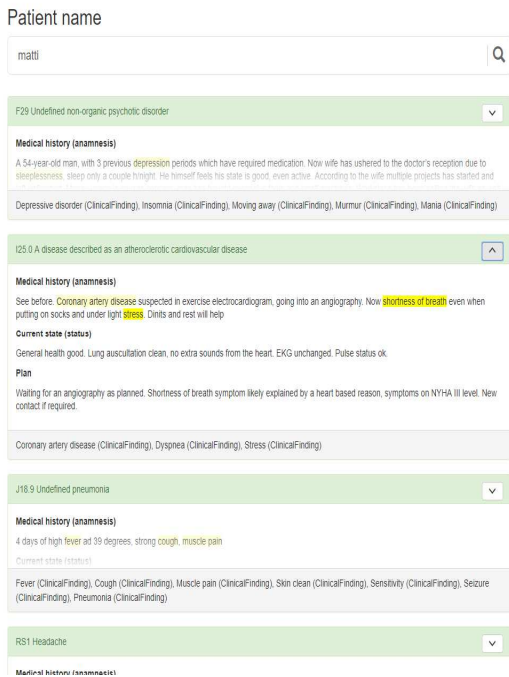 Patient name
matti
F29 Undefined non-organic psychotic disorder
Medical history (anamnesis)
A 54-year-old man, with 3 previous depression periods which have required medication. Now wife has ushered to the doctor's reception due to
sleeplessness, sleep only a couple h/night. He himself feels his state is good, even active. According to the wife multiple projects has started and
Depressive disorder (ClinicalFinding), Insomnia (ClinicalFinding), Moving away (ClinicalFinding), Murmur (ClinicalFinding), Mania (ClinicalFinding)
I25.0 A disease described as an atheroclerotic cardiovascular disease
Medical history (anamnesis)
See before. Coronary artery disease suspected in exercise electrocardiogram, going into an angiography. Now shortness of breath even when
putting on socks and under light stress. Dinits and rest will help
Current state (status)
General health good. Lung auscultation clean, no extra sounds from the heart. EKG unchanged. Pulse status ok.
Plan
Waiting for an angiography as planned. Shortness of breath symptom likely explained by a heart based reason, symptoms on NYHA III level. New
contact if required.
Coronary artery disease (ClinicalFinding), Dyspnea (ClinicalFinding), Stress (ClinicalFinding)
J18.9 Undefined pneumonia
Medical history (anamnesis)
4 days of high fever ad 39 degrees, strong cough, muscle pain
Current state (status)
Fever (ClinicalFinding), Cough (ClinicalFinding), Muscle pain (ClinicalFinding), Skin clean (ClinicalFinding), Sensitivity (ClinicalFinding), Seizure
(ClinicalFinding), Pneumonia (ClinicalFinding)
RS1 Headache
Medical history (anamnesis)